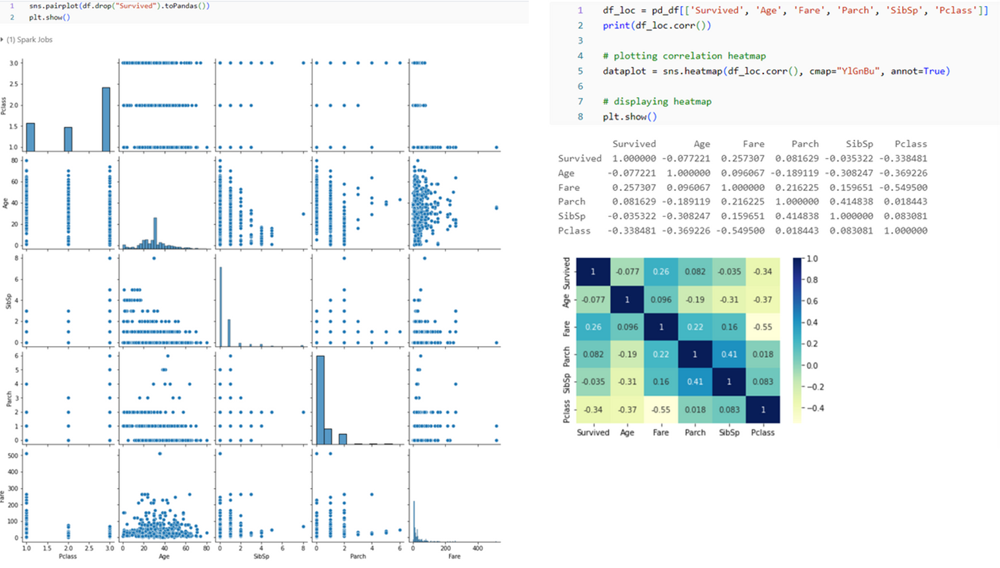 1 sns.pairplot(df.drop("Survived").toPandas())
2 plt.show()
(1) Spark Jobs
3.0
2.5
2.0
1.5
1.0
Pclass
80
60
40
20
0
Age
8
6
4
2
0
SibSp
6
5
4
3
2
1
0
Parch
500
400
300
200
100
0
Fare
1.0 1.5 2.0 2.5 3.0 0 20 40 60 80 0 2 4 6 8 0 2 4 6 0 200 400
Pclass Age SibSp Parch Fare
1 df_loc = pd_df[['Survived', 'Age', 'Fare', 'Parch', 'SibSp', 'Pclass']]
2 print(df_loc.corr())
3
4 # plotting correlation heatmap
5 dataplot = sns.heatmap(df_loc.corr(), cmap="YlGnBu", annot=True)
6
7 # displaying heatmap
8 plt.show()
Survived Age Fare Parch SibSp Pclass
Survived 1.000000 -0.077221 0.257307 0.081629 -0.035322 -0.338481
Age -0.077221 1.000000 0.096067 -0.189119 -0.308247 -0.369226
Fare 0.257307 0.096067 1.000000 0.216225 0.159651 -0.549500
Parch 0.081629 -0.189119 0.216225 1.000000 0.414838 0.018443
SibSp -0.035322 -0.308247 0.159651 0.414838 1.000000 0.083081
Pclass -0.338481 -0.369226 -0.549500 0.018443 0.083081 1.000000
Survived 1 -0.077 0.26 0.082 -0.035 -0.34
Age -0.077 1 0.096 -0.19 -0.31 -0.37
Fare 0.26 0.096 1 0.22 0.16 -0.55
Parch 0.082 -0.19 0.22 1 0.41 0.018
SibSp -0.035 -0.31 0.16 0.41 1 0.083
Pclass -0.34 -0.37 -0.55 0.018 0.083 1
Survived Age Fare Parch SibSp Pclass
1.0
0.8
0.6
0.4
0.2
0.0
−0.2
−0.4